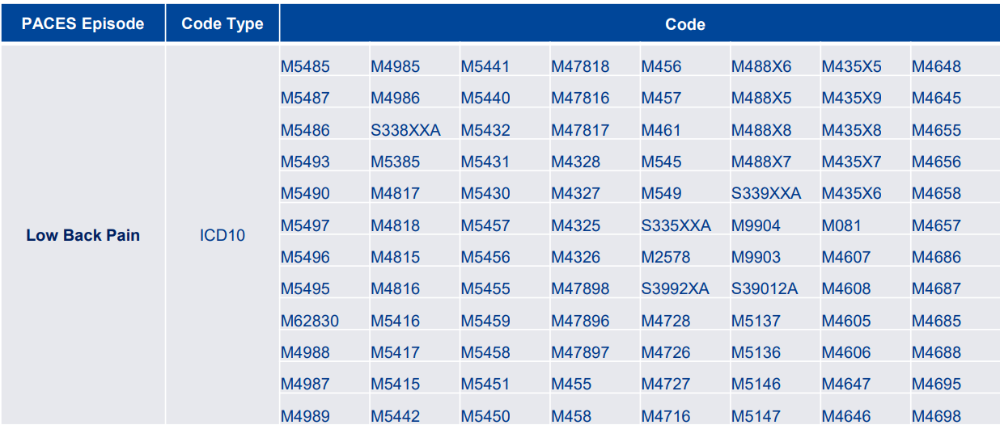 PACES Episode Code Type Code
M5485 M4985 M5441 M47818 M456 M488X6 M435X5 M4648
M5487 M4986 M5440 M47816 M457 M488X5 M435X9 M4645
M5486 S338XXA M5432 M47817 M461 M488X8 M435X8 M4655
M5493 M5385 M5431 M4328 M545 M488X7 M435X7 M4656
M5490 M4817 M5430 M4327 M549 S339XXA M435X6 M4658
Low Back Pain ICD10 M5497 M4818 M5457 M4325 S335XXA M9904 M081 M4657
M5496 M4815 M5456 M4326 M2578 M9903 M4607 M4686
M5495 M4816 M5455 M47898 S3992XA S39012A M4608 M4687
M62830 M5416 M5459 M47896 M4728 M5137 M4605 M4685
M4988 M5417 M5458 M47897 M4726 M5136 M4606 M4688
M4987 M5415 M5451 M455 M4727 M5146 M4647 M4695
M4989 M5442 M5450 M458 M4716 M5147 M4646 M4698